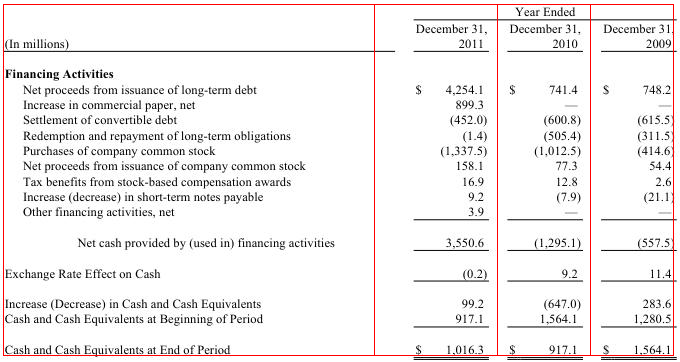 Year Ended
December 31, December 31, December 31,
(In millions) 2011 2010 2009
Financing Activities
Net proceeds from issuance of long-term debt $ 4,254.1 $ 741.4 $ 748.2
Increase in commercial paper, net 899.3 — —
Settlement of convertible debt (452.0) (600.8) (615.5)
Redemption and repayment of long-term obligations (1.4) (505.4) (311.5)
Purchases of company common stock (1,337.5) (1,012.5) (414.6)
Net proceeds from issuance of company common stock 158.1 77.3 54.4
Tax benefits from stock-based compensation awards 16.9 12.8 2.6
Increase (decrease) in short-term notes payable 9.2 (7.9) (21.1)
Other financing activities, net 3.9 — —
Net cash provided by (used in) financing activities 3,550.6 (1,295.1) (557.5)
Exchange Rate Effect on Cash (0.2) 9.2 11.4
Increase (Decrease) in Cash and Cash Equivalents 99.2 (647.0) 283.6
Cash and Cash Equivalents at Beginning of Period 917.1 1,564.1 1,280.5
Cash and Cash Equivalents at End of Period $ 1,016.3 $ 917.1 $ 1,564.1